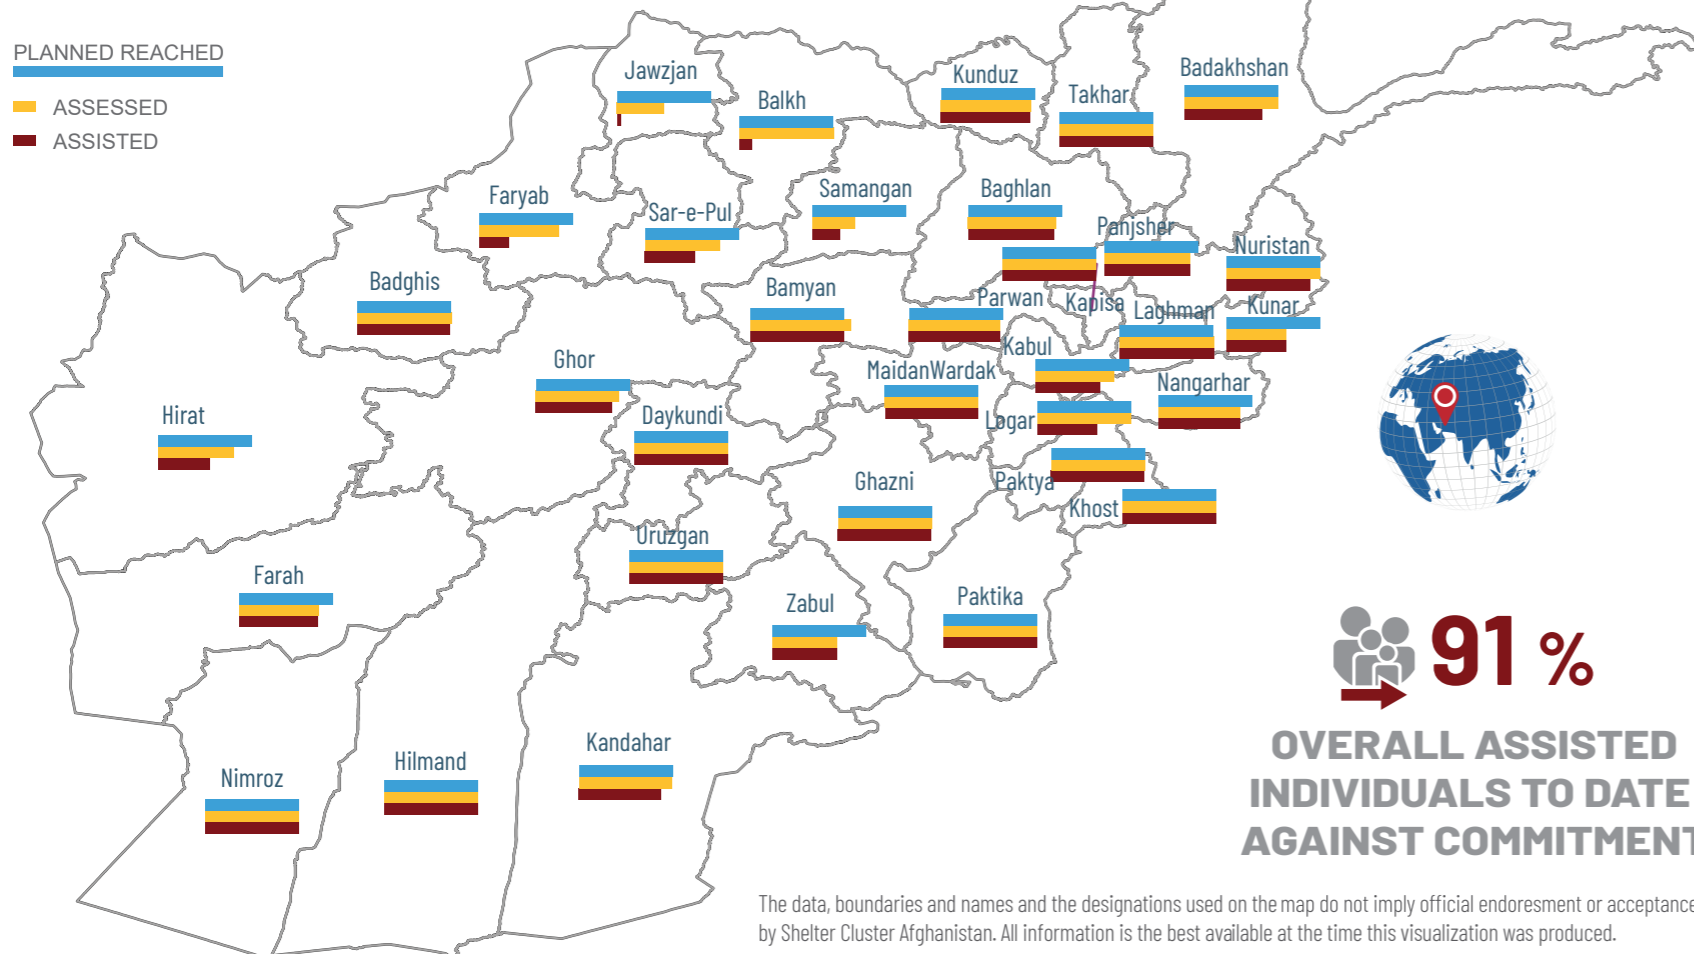 PLANNED REACHED
ASSESSED
ASSISTED
Jawzjan
Balkh
Kunduz
Takhar
Badakhshan
Faryab
Sar-e-Pul
Samangan
Baghlan
Panjsher
Nuristan
Badghis
Bamyan
Parwan
Kapisa
Laghman
Kunar
Ghor
MaidanWardak
Kabul
Nangarhar
Hirat
Daykundi
Logar
Ghazni
Paktya
Khost
Uruzgan
Farah
Zabul
Paktika
Kandahar
Hilmand
Nimroz
91 %
OVERALL ASSISTED
INDIVIDUALS TO DATE
AGAINST COMMITMENT
The data, boundaries and names and the designations used on the map do not imply official endoresment or acceptance
by Shelter Cluster Afghanistan. All information is the best available at the time this visualization was produced.